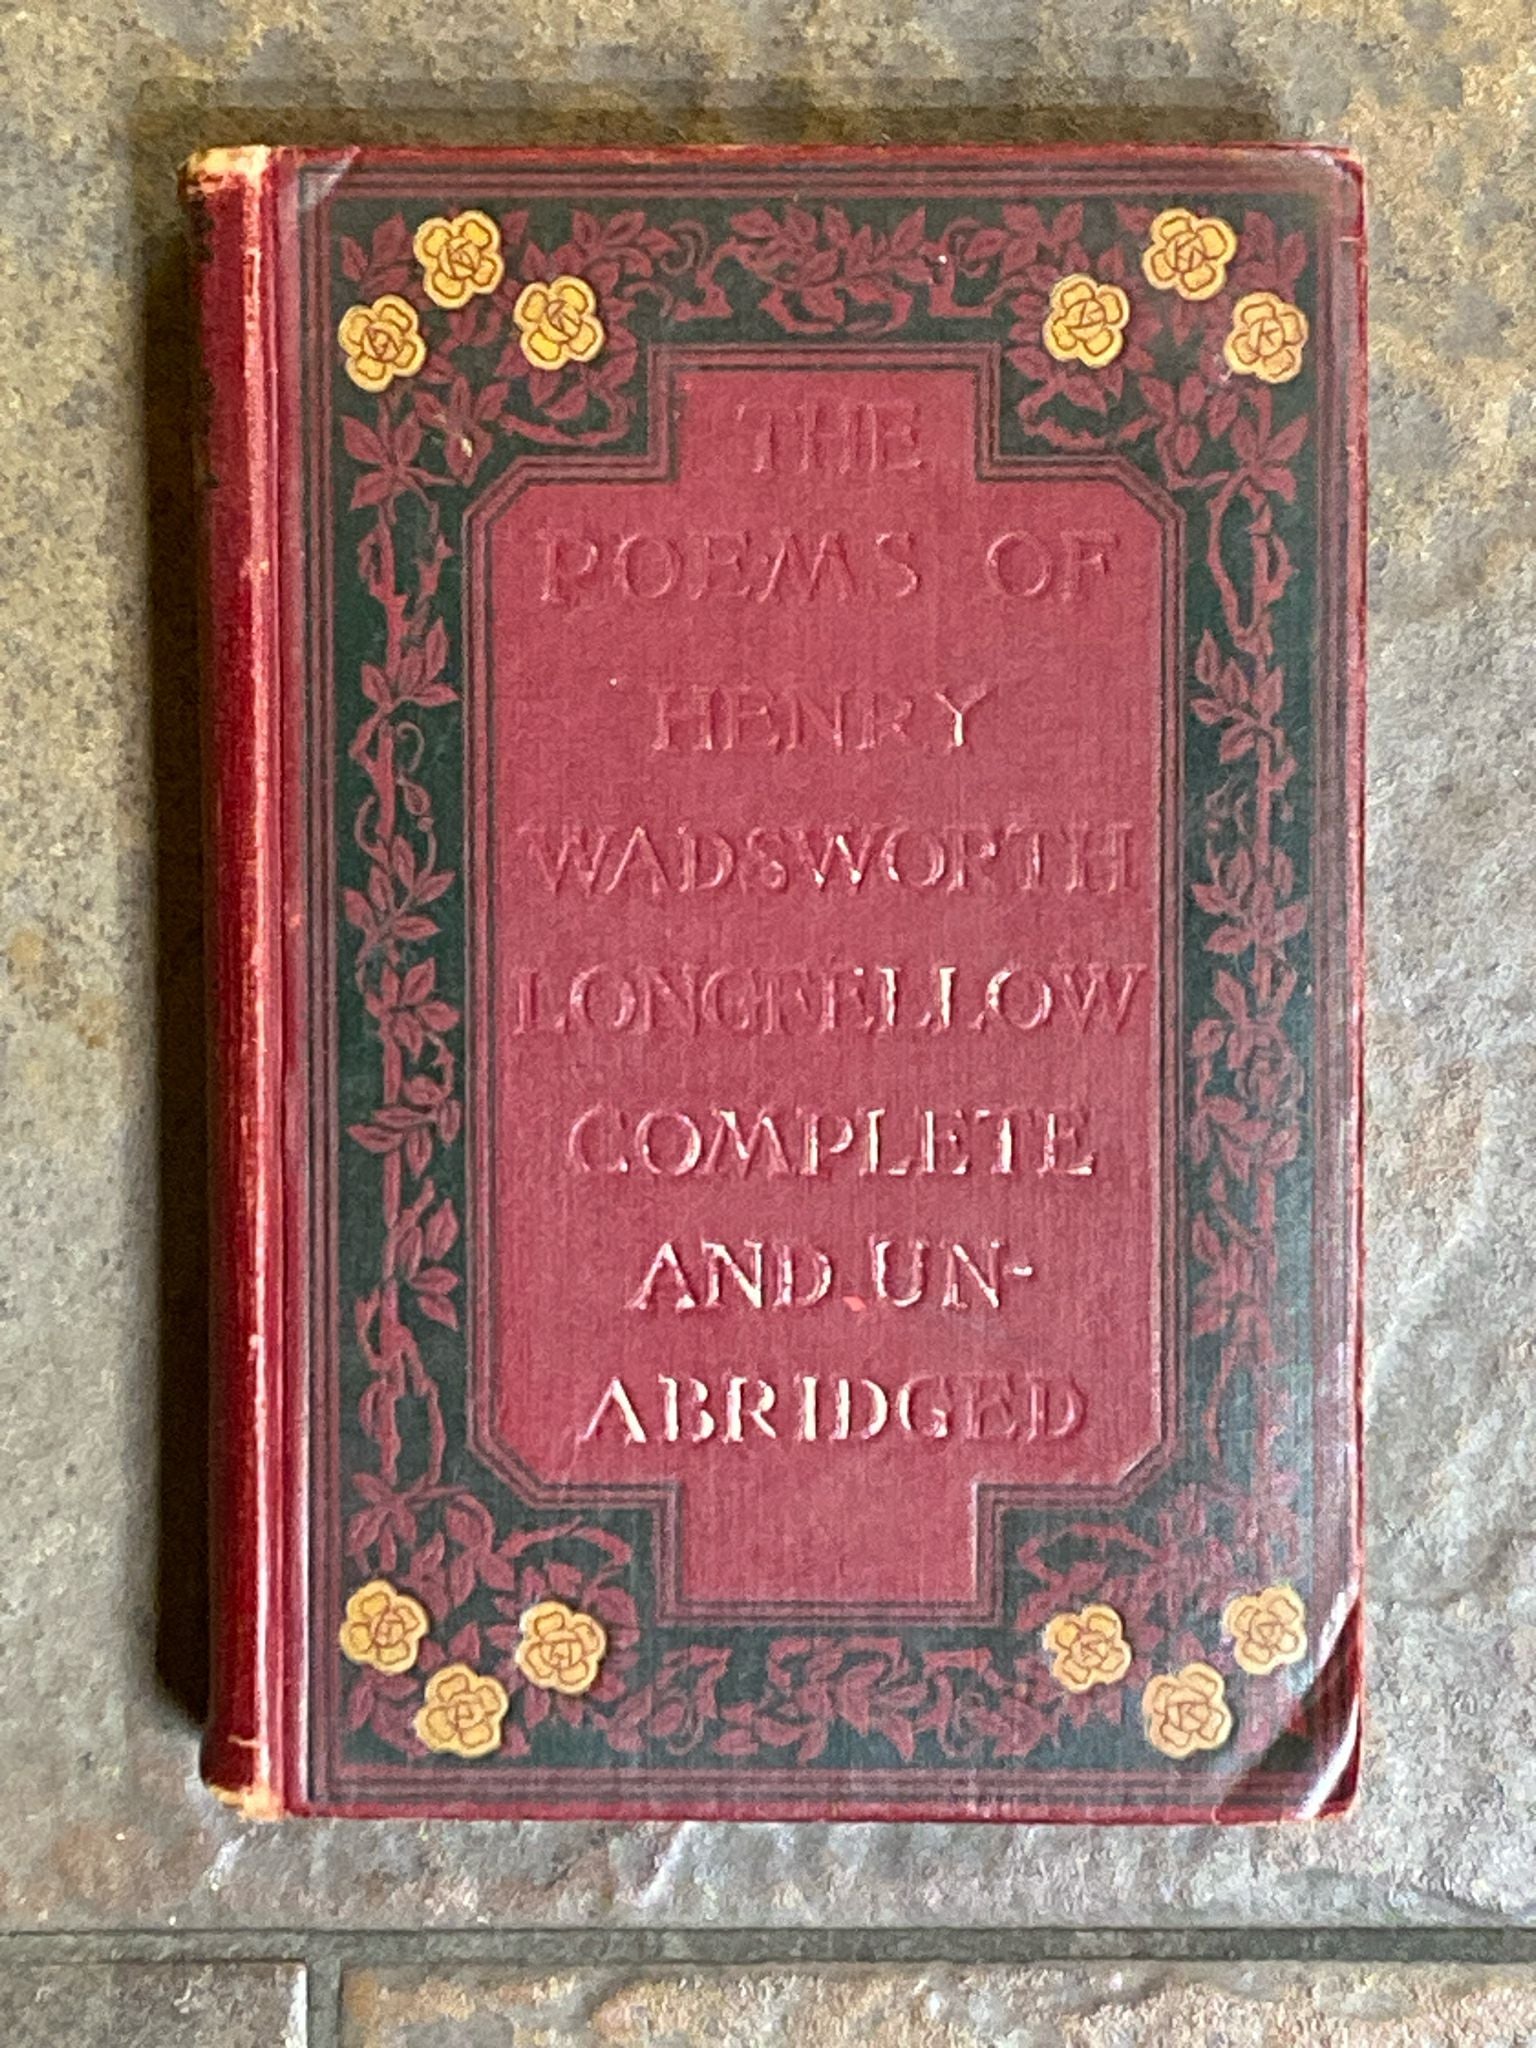 THE
POEMS OF
HENRY
WADSWORTH
LONGFELLOW
COMPLETE
AND UN-
ABRIDGED